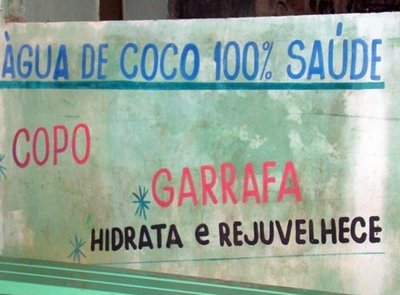 ÀGUA DE COCO 100% SAÚDE
COPO
GARRAFA
HIDRATA e REJUVELHECE